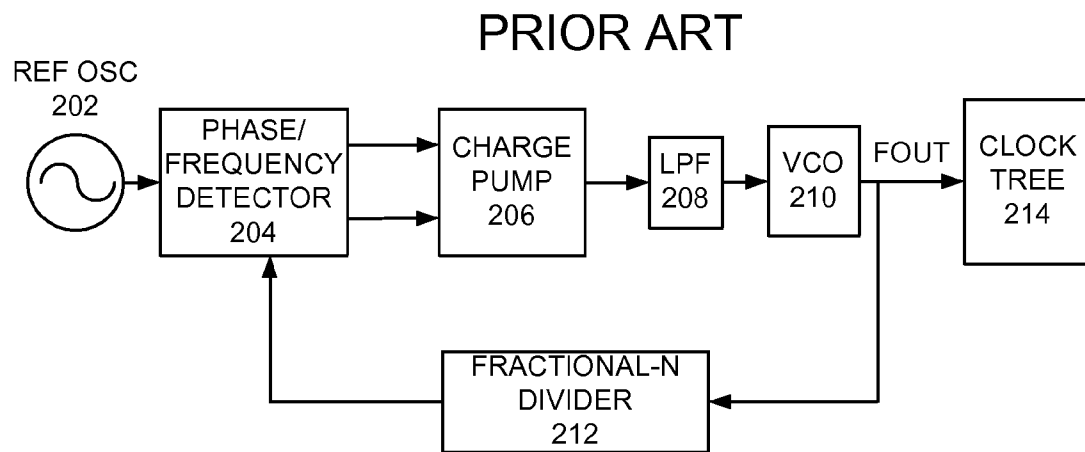 PRIOR ART
REF OSC
202
PHASE/
FREQUENCY
DETECTOR
204
CHARGE
PUMP
206
LPF
208
VCO
210
FOUT
CLOCK
TREE
214
FRACTIONAL-N
DIVIDER
212